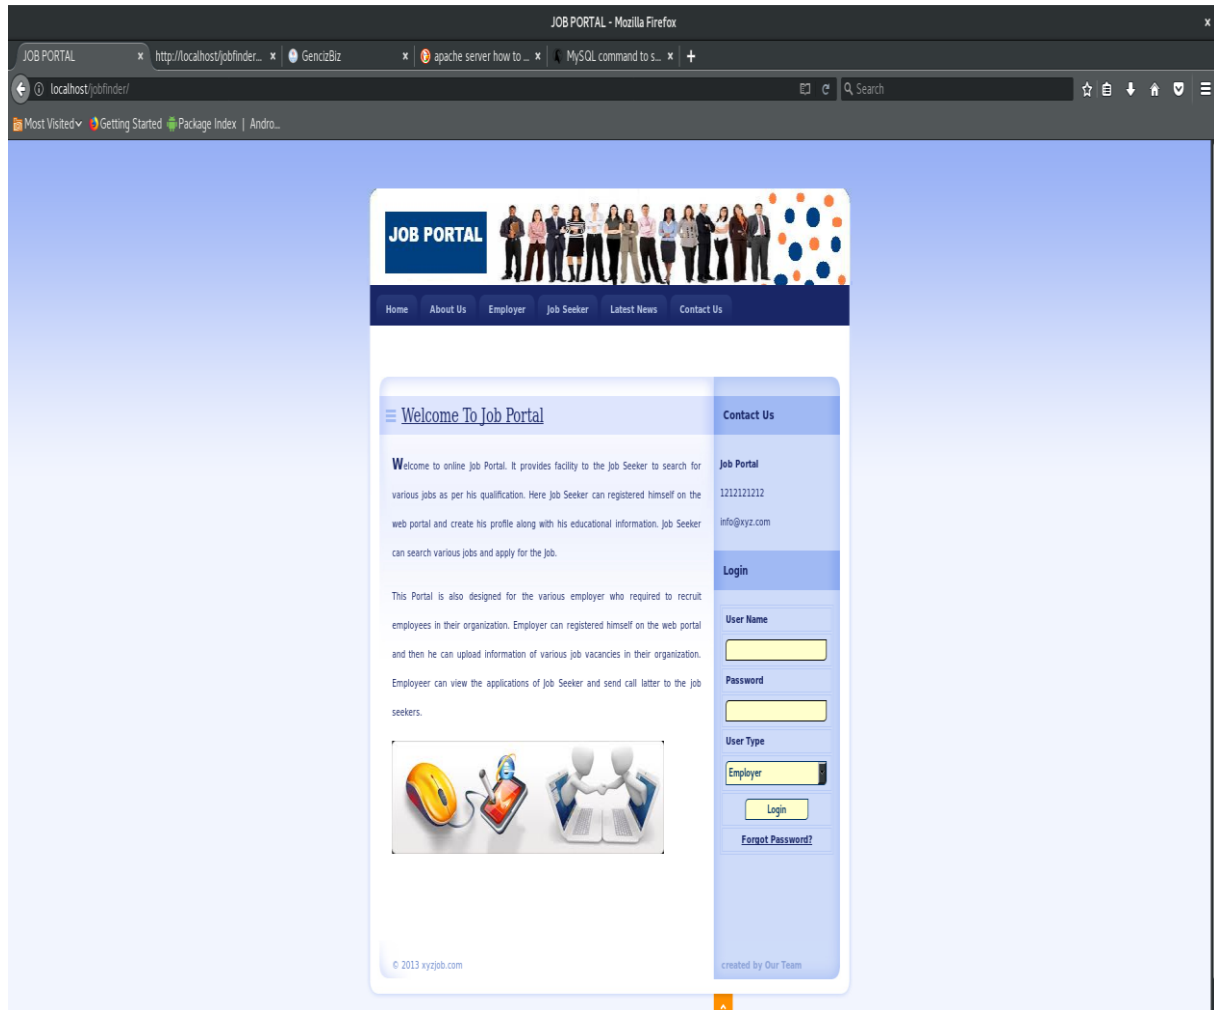 JOB PORTAL - Mozilla Firefox
JOB PORTAL
http://localhost/jobfinder...
GencizBiz
apache server how to ...
MySQL command to s...
localhost/jobfinder/
Search
Most Visited
Getting Started
Package Index | Andro...
JOB PORTAL
Home About Us Employer Job Seeker Latest News Contact Us
Welcome To Job Portal
Welcome to online Job Portal. It provides facility to the Job Seeker to search for
various jobs as per his qualification. Here Job Seeker can registered himself on the
web portal and create his profile along with his educational information. Job Seeker
can search various jobs and apply for the Job.
This Portal is also designed for the various employer who required to recruit
employees in their organization. Employer can registered himself on the web portal
and then he can upload information of various job vacancies in their organization.
Employeer can view the applications of Job Seeker and send call latter to the job
seekers.
Contact Us
Job Portal
1212121212
info@xyz.com
Login
User Name
Password
User Type
Employer
Login
Forgot Password?
© 2013 xyzjob.com
created by Our Team